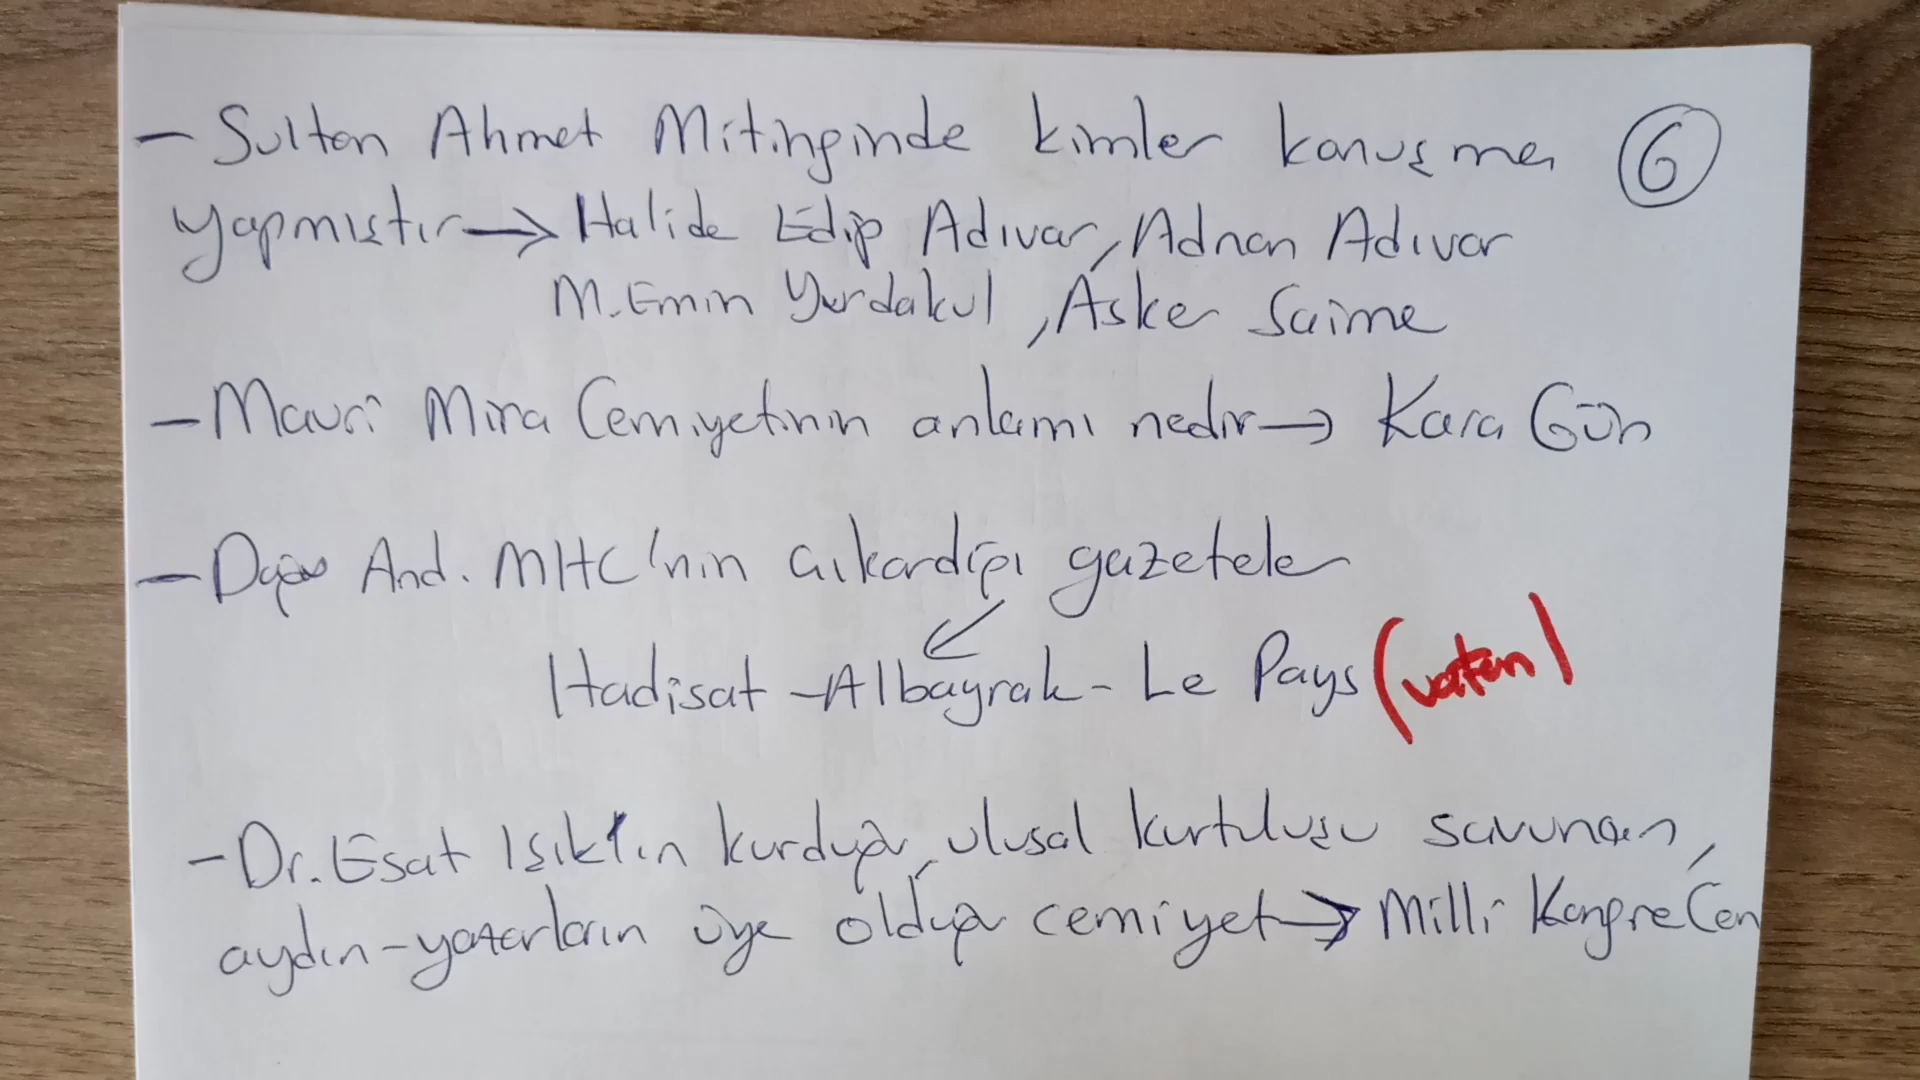 - Sultan Ahmet Mitinginde kimler konuşma 6
yapmıştır → Halide Edip Adıvar, Adnan Adıvar
M. Emin Yurdakul, Asker Saime
- Mavri Mira Cemiyetinin anlamı nedir → Kara Gün
- Doğu And. MHC'nin çıkardığı gazeteler
Hadisat - Albayrak - Le Pays (vatan)
- Dr. Esat Işık'ın kurduğu, ulusal kurtuluşu savunan,
aydın-yazarların üye olduğu cemiyet → Milli Kongre Cem